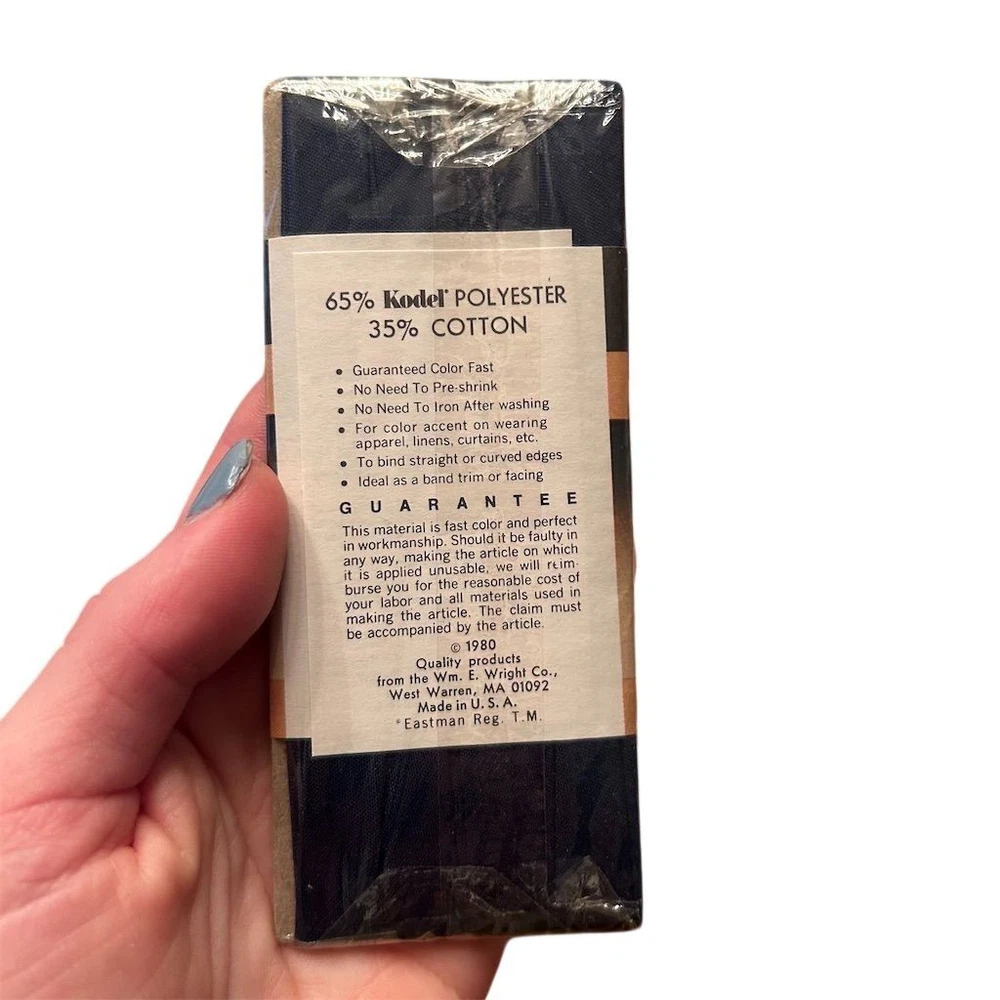 65% Kodel* POLYESTER
35% COTTON
• Guaranteed Color Fast
• No Need To Pre-shrink
• No Need To Iron After washing
• For color accent on wearing
apparel, linens, curtains, etc.
• To bind straight or curved edges
• Ideal as a band trim or facing
GUARANTEE
This material is fast color and perfect
in workmanship. Should it be faulty in
any way, making the article on which
it is applied unusable, we will reim-
burse you for the reasonable cost of
your labor and all materials used in
making the article. The claim must
be accompanied by the article.
© 1980
Quality products
from the Wm. E. Wright Co.,
West Warren, MA 01092
Made in U.S.A.
*Eastman Reg. T.M.